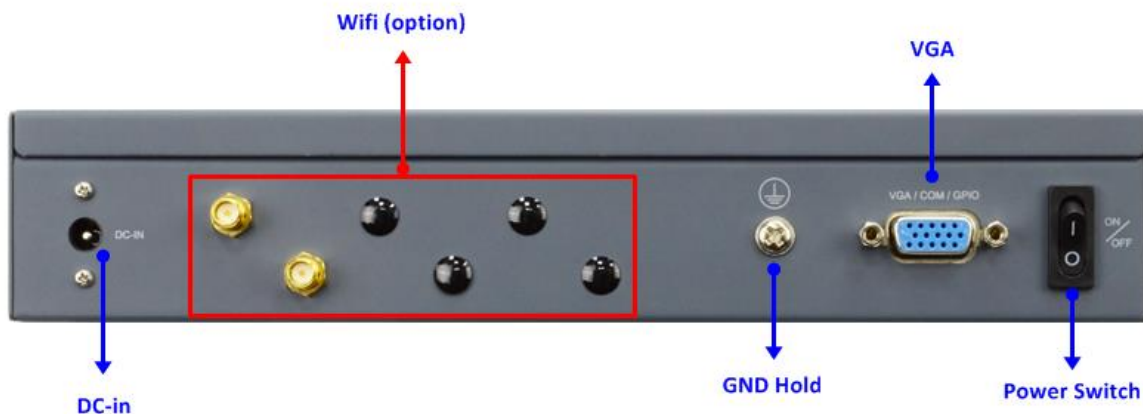 Wifi (option)
VGA
VGA / COM / GPIO
DC-IN
I
O
ON
/
OFF
DC-in
GND Hold
Power Switch